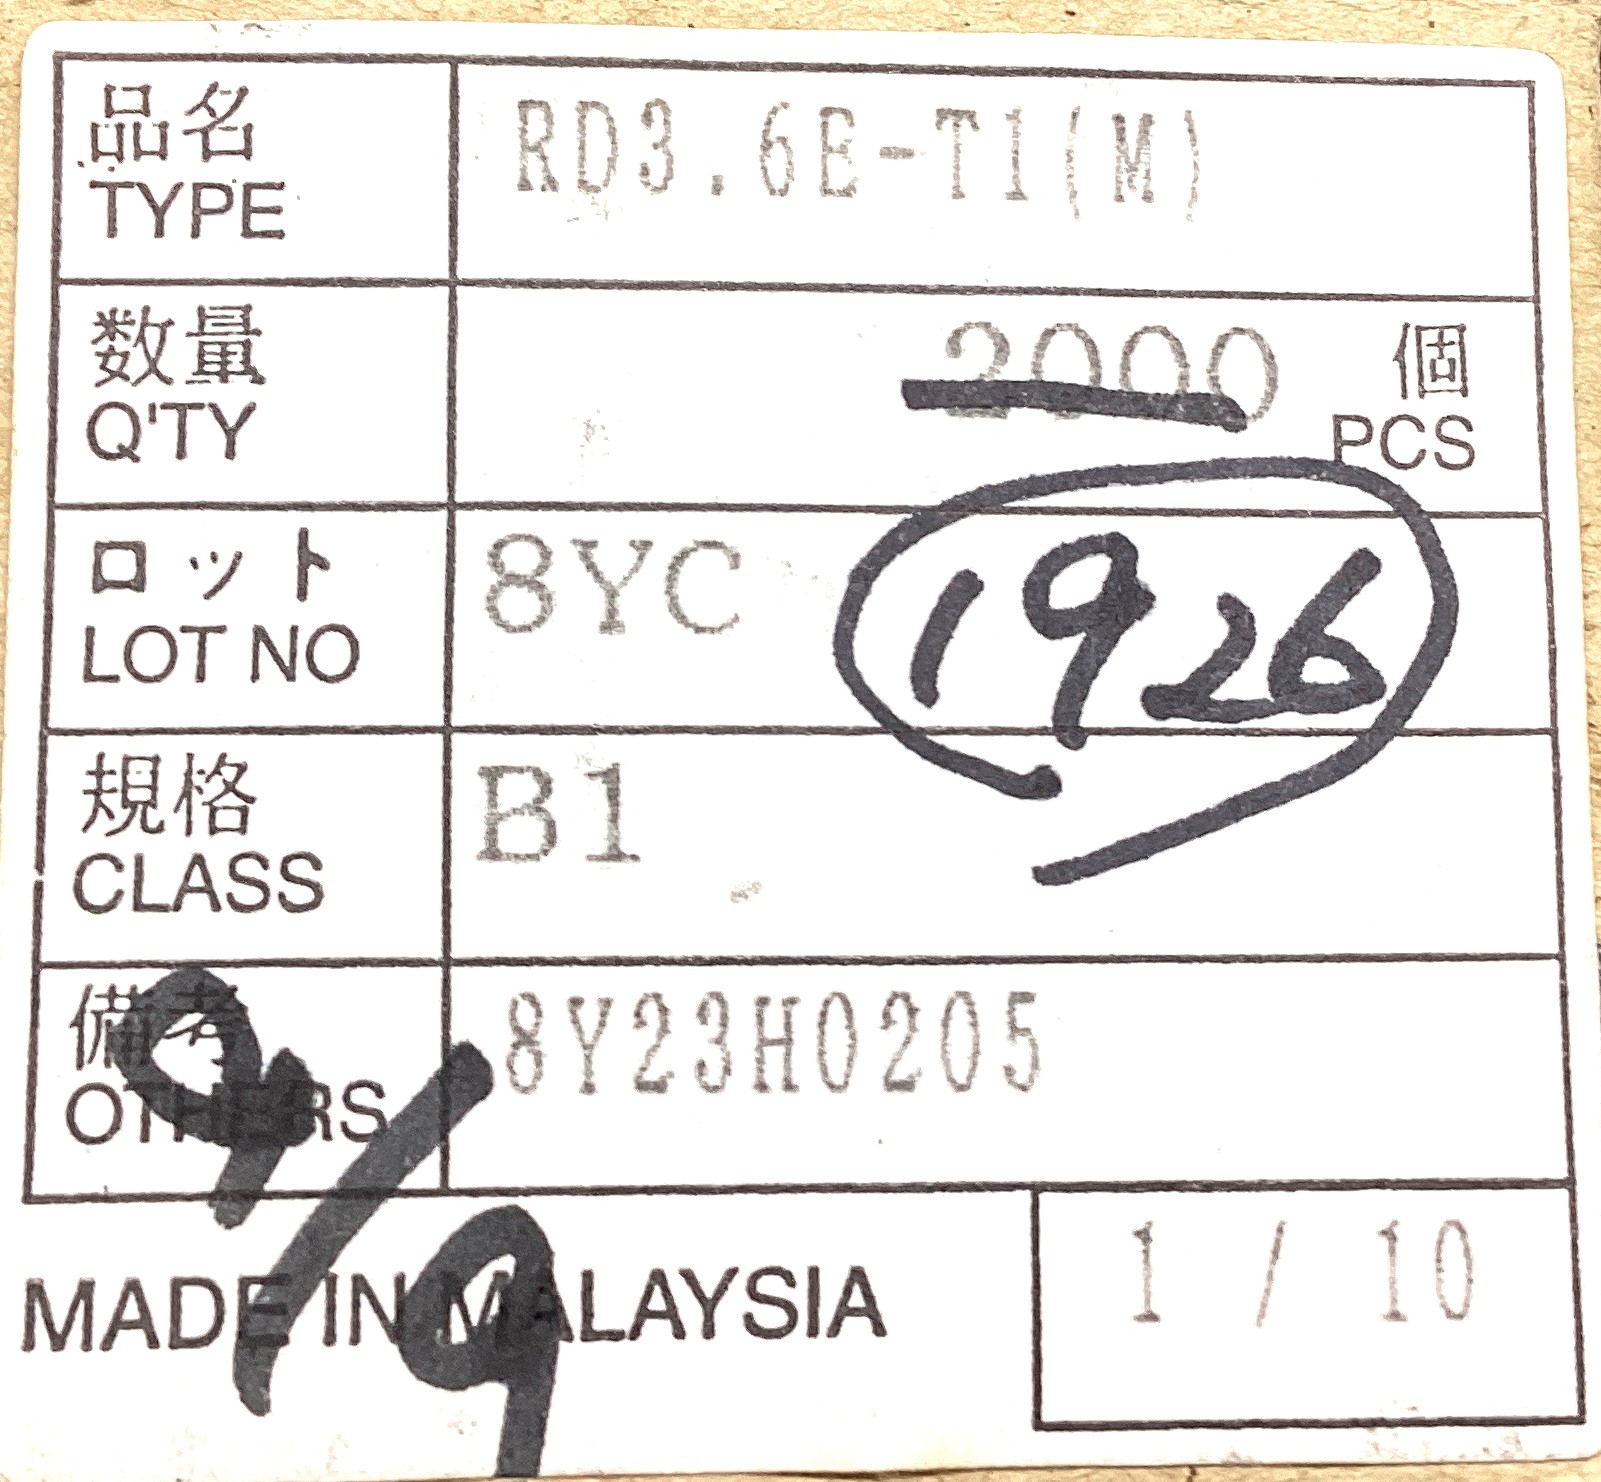 品名
TYPE
RD3.6E-T1(M)
数量
Q'TY
2000
個
PCS
ロット
LOT NO
8YC
1926
規格
CLASS
B1
備考
OTHERS
8Y23H0205
9/9
MADE IN MALAYSIA
1 / 10